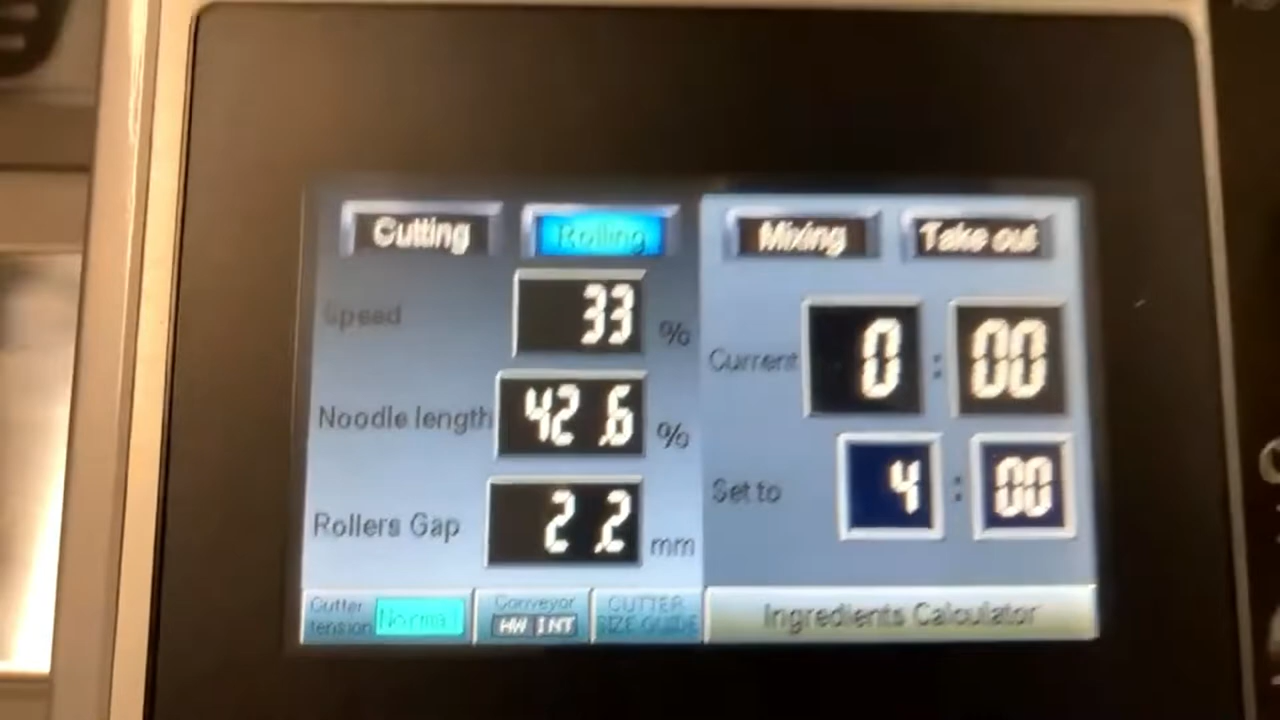 Cutting Rolling Mixing Take out
Speed 33 %
Current 0 : 00
Noodle length 42.6 %
Set to 4 : 00
Rollers Gap 2.2 mm
Cutter tension Normal
Conveyor
HW INT
CUTTER
SIZE GUIDE
Ingredients Calculator